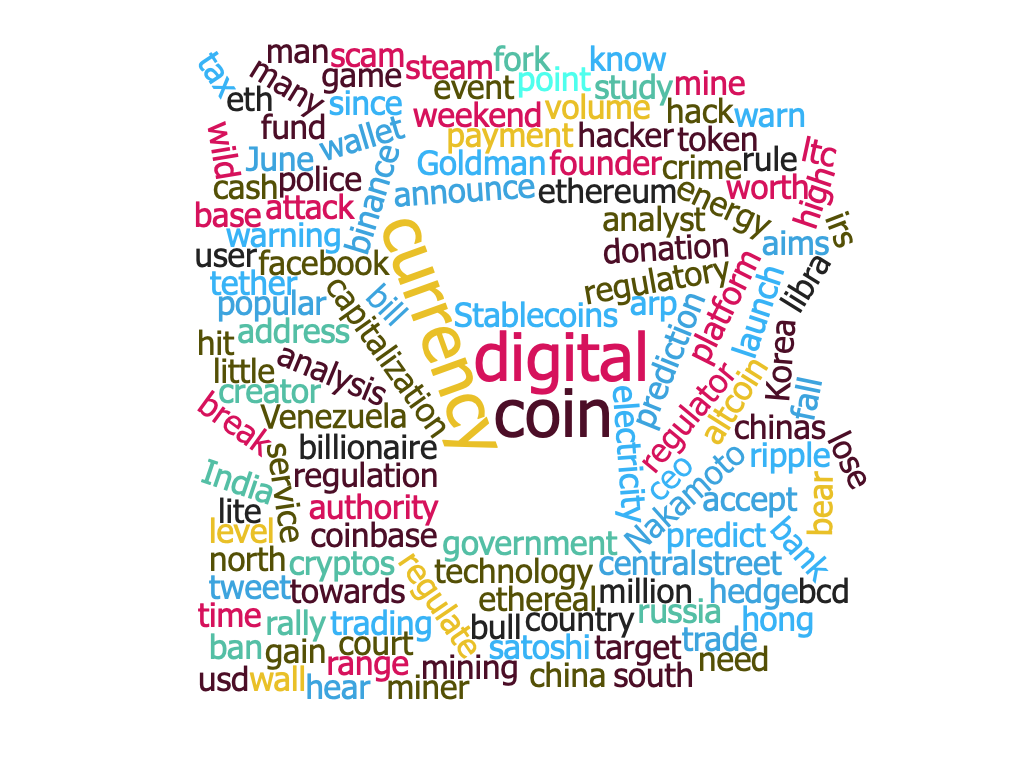 man
scam
steam
fork
know
tax
many
game
event
point
study
mine
eth
since
weekend
volume
hack
warn
fund
wallet
payment
hacker
token
wild
June
binance
Goldman
founder
crime
rule
ltc
cash
police
announce
ethereum
energy
worth
high
base
attack
analyst
irs
warning
currency
donation
aims
user
facebook
regulatory
platform
libra
tether
capitalization
bill
arp
prediction
launch
popular
Stablecoins
hit
address
digital
Korea
little
analysis
coin
regulator
altcoin
fall
creator
electricity
break
Venezuela
chinas
lose
billionaire
service
ceo
Nakamoto
ripple
India
regulation
accept
bear
lite
authority
level
coinbase
government
predict
bank
north
cryptos
regulate
technology
central
street
tweet
towards
ethereal
million
hedge
bcd
time
rally
trading
bull
country
russia
hong
ban
gain
court
satoshi
target
trade
need
range
mining
china
south
usd
wall
hear
miner